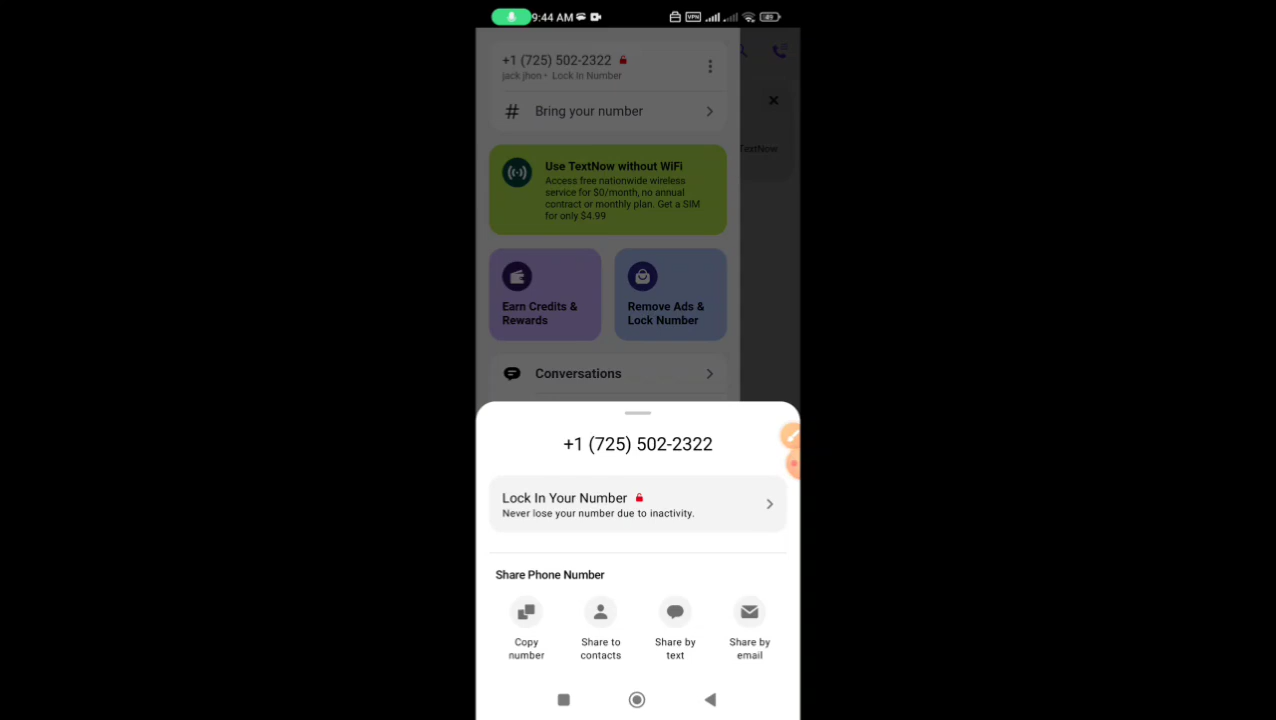 9:44 AM
VPN
49
+1 (725) 502-2322
jack jhon • Lock In Number
# Bring your number
TextNow
Use TextNow without WiFi
Access free nationwide wireless
service for $0/month, no annual
contract or monthly plan. Get a SIM
for only $4.99
Earn Credits &
Rewards
Remove Ads &
Lock Number
Conversations
+1 (725) 502-2322
Lock In Your Number
Never lose your number due to inactivity.
Share Phone Number
Copy
number
Share to
contacts
Share by
text
Share by
email